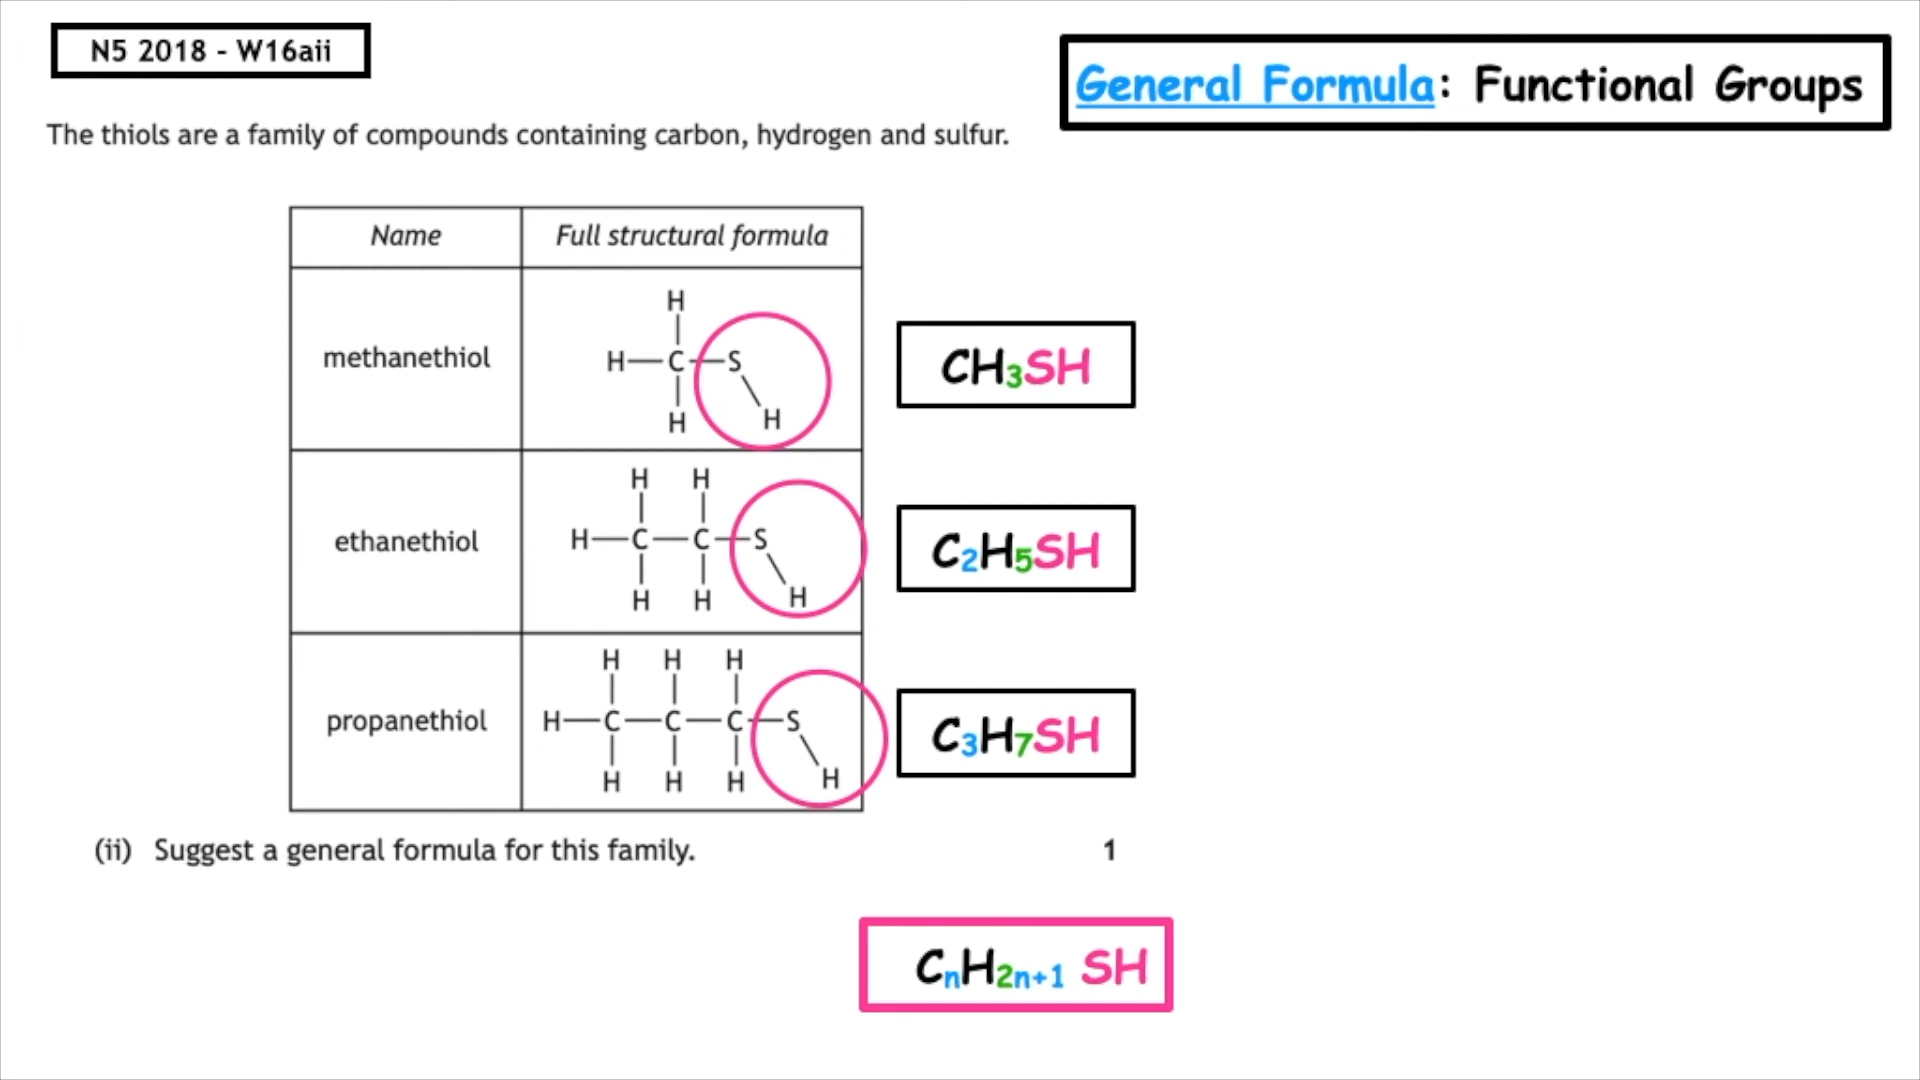 N5 2018 - W16aii
General Formula: Functional Groups
The thiols are a family of compounds containing carbon, hydrogen and sulfur.
Name Full structural formula
methanethiol
H
H—C—S
H H
CH₃SH
ethanethiol
H H
H—C—C—S
H H H
C₂H₅SH
propanethiol
H H H
H—C—C—C—S
H H H H
C₃H₇SH
(ii) Suggest a general formula for this family. 1
CₙH₂ₙ₊₁ SH